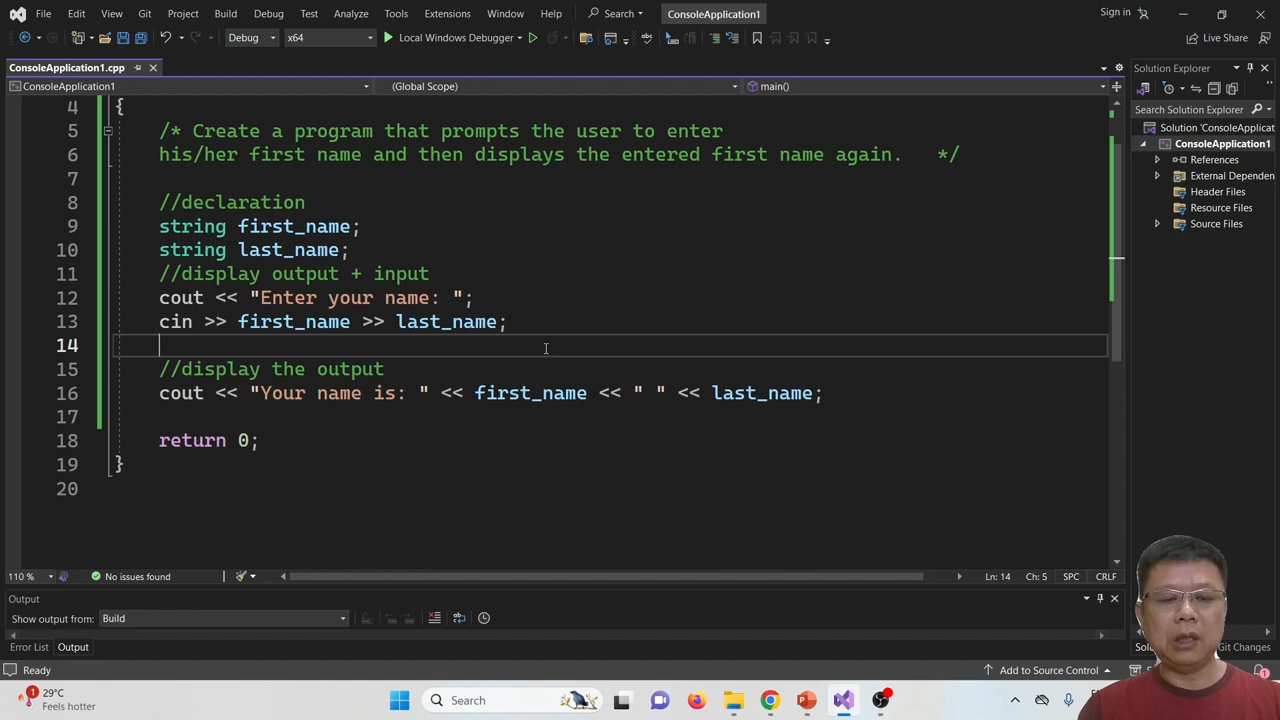 File Edit View Git Project Build Debug Test Analyze Tools Extensions Window Help Search ConsoleApplication1 Sign in
Debug x64 Local Windows Debugger Live Share
ConsoleApplication1.cpp
ConsoleApplication1 (Global Scope) main()
4 {
5 /* Create a program that prompts the user to enter
6 his/her first name and then displays the entered first name again. */
7
8 //declaration
9 string first_name;
10 string last_name;
11 //display output + input
12 cout << "Enter your name: ";
13 cin >> first_name >> last_name;
14
15 //display the output
16 cout << "Your name is: " << first_name << " " << last_name;
17
18 return 0;
19 }
20
110 % No issues found Ln: 14 Ch: 5 SPC CRLF
Output
Show output from: Build
Error List Output
Ready Add to Source Control
Solution Explorer
Search Solution Explorer
Solution 'ConsoleApplicat
ConsoleApplication1
References
External Dependen
Header Files
Resource Files
Source Files
Git Changes
29°C
Feels hotter
Search